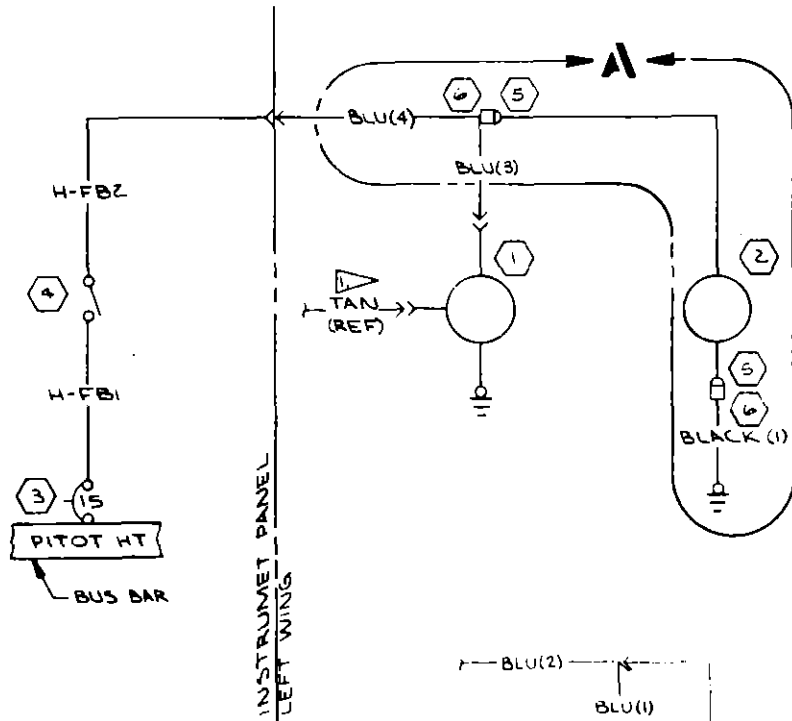 A
6
5
BLU(4)
BLU(3)
H-FB2
1
2
4
1
TAN
(REF)
5
H-FB1
6
BLACK (1)
3
15
PITOT HT
BUS BAR
INSTRUMET PANEL
LEFT WING
BLU(2)
BLU(1)